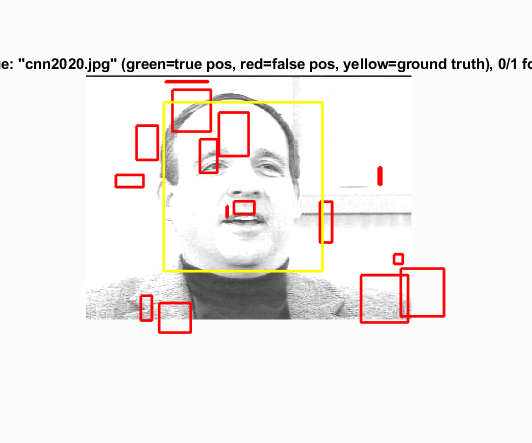 e: "cnn2020.jpg" (green=true pos, red=false pos, yellow=ground truth), 0/1 fo